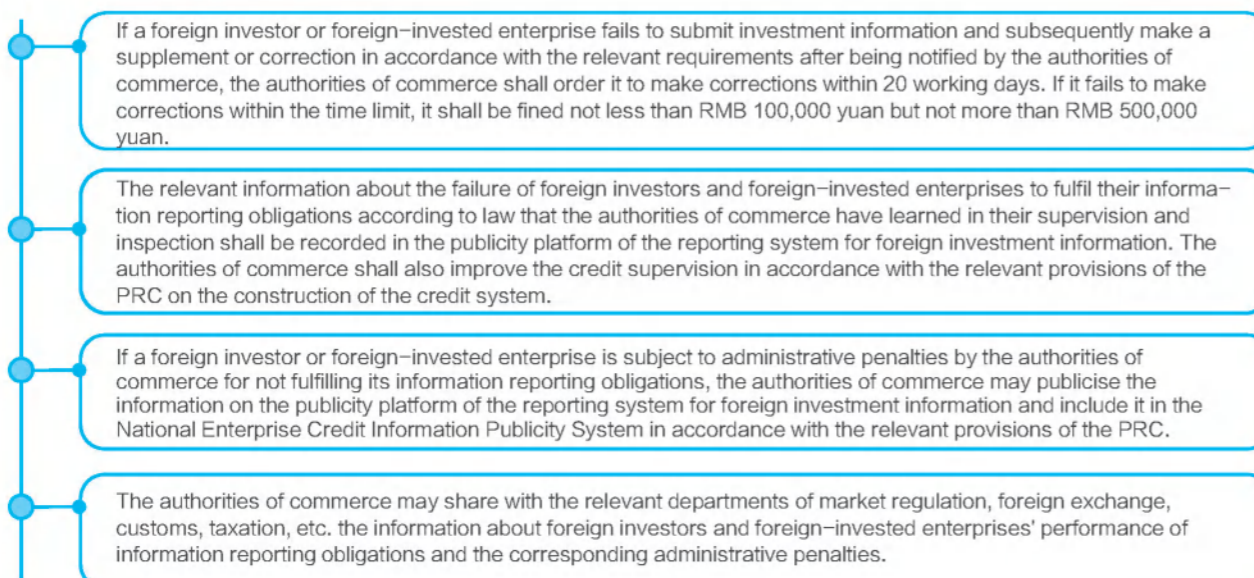 If a foreign investor or foreign-invested enterprise fails to submit investment information and subsequently make a
supplement or correction in accordance with the relevant requirements after being notified by the authorities of
commerce, the authorities of commerce shall order it to make corrections within 20 working days. If it fails to make
corrections within the time limit, it shall be fined not less than RMB 100,000 yuan but not more than RMB 500,000
yuan.
The relevant information about the failure of foreign investors and foreign-invested enterprises to fulfil their informa-
tion reporting obligations according to law that the authorities of commerce have learned in their supervision and
inspection shall be recorded in the publicity platform of the reporting system for foreign investment information. The
authorities of commerce shall also improve the credit supervision in accordance with the relevant provisions of the
PRC on the construction of the credit system.
If a foreign investor or foreign-invested enterprise is subject to administrative penalties by the authorities of
commerce for not fulfilling its information reporting obligations, the authorities of commerce may publicise the
information on the publicity platform of the reporting system for foreign investment information and include it in the
National Enterprise Credit Information Publicity System in accordance with the relevant provisions of the PRC.
The authorities of commerce may share with the relevant departments of market regulation, foreign exchange,
customs, taxation, etc. the information about foreign investors and foreign-invested enterprises' performance of
information reporting obligations and the corresponding administrative penalties.